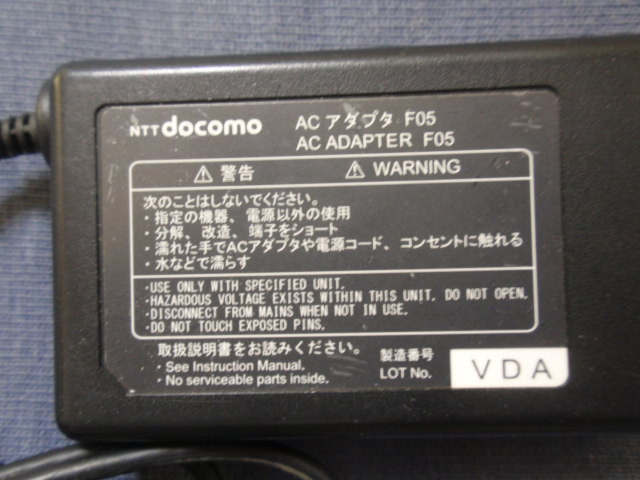 NTT docomo
AC アダプタ F05
AC ADAPTER F05
⚠ 警告 ⚠ WARNING
次のことはしないでください。
・指定の機器、電源以外の使用
・分解、改造、端子をショート
・濡れた手でACアダプタや電源コード、コンセントに触れる
・水などで濡らす
・USE ONLY WITH SPECIFIED UNIT.
・HAZARDOUS VOLTAGE EXISTS WITHIN THIS UNIT. DO NOT OPEN.
・DISCONNECT FROM MAINS WHEN NOT IN USE.
・DO NOT TOUCH EXPOSED PINS.
取扱説明書をお読みください。
・See Instruction Manual.
・No serviceable parts inside.
製造番号
LOT No. VDA